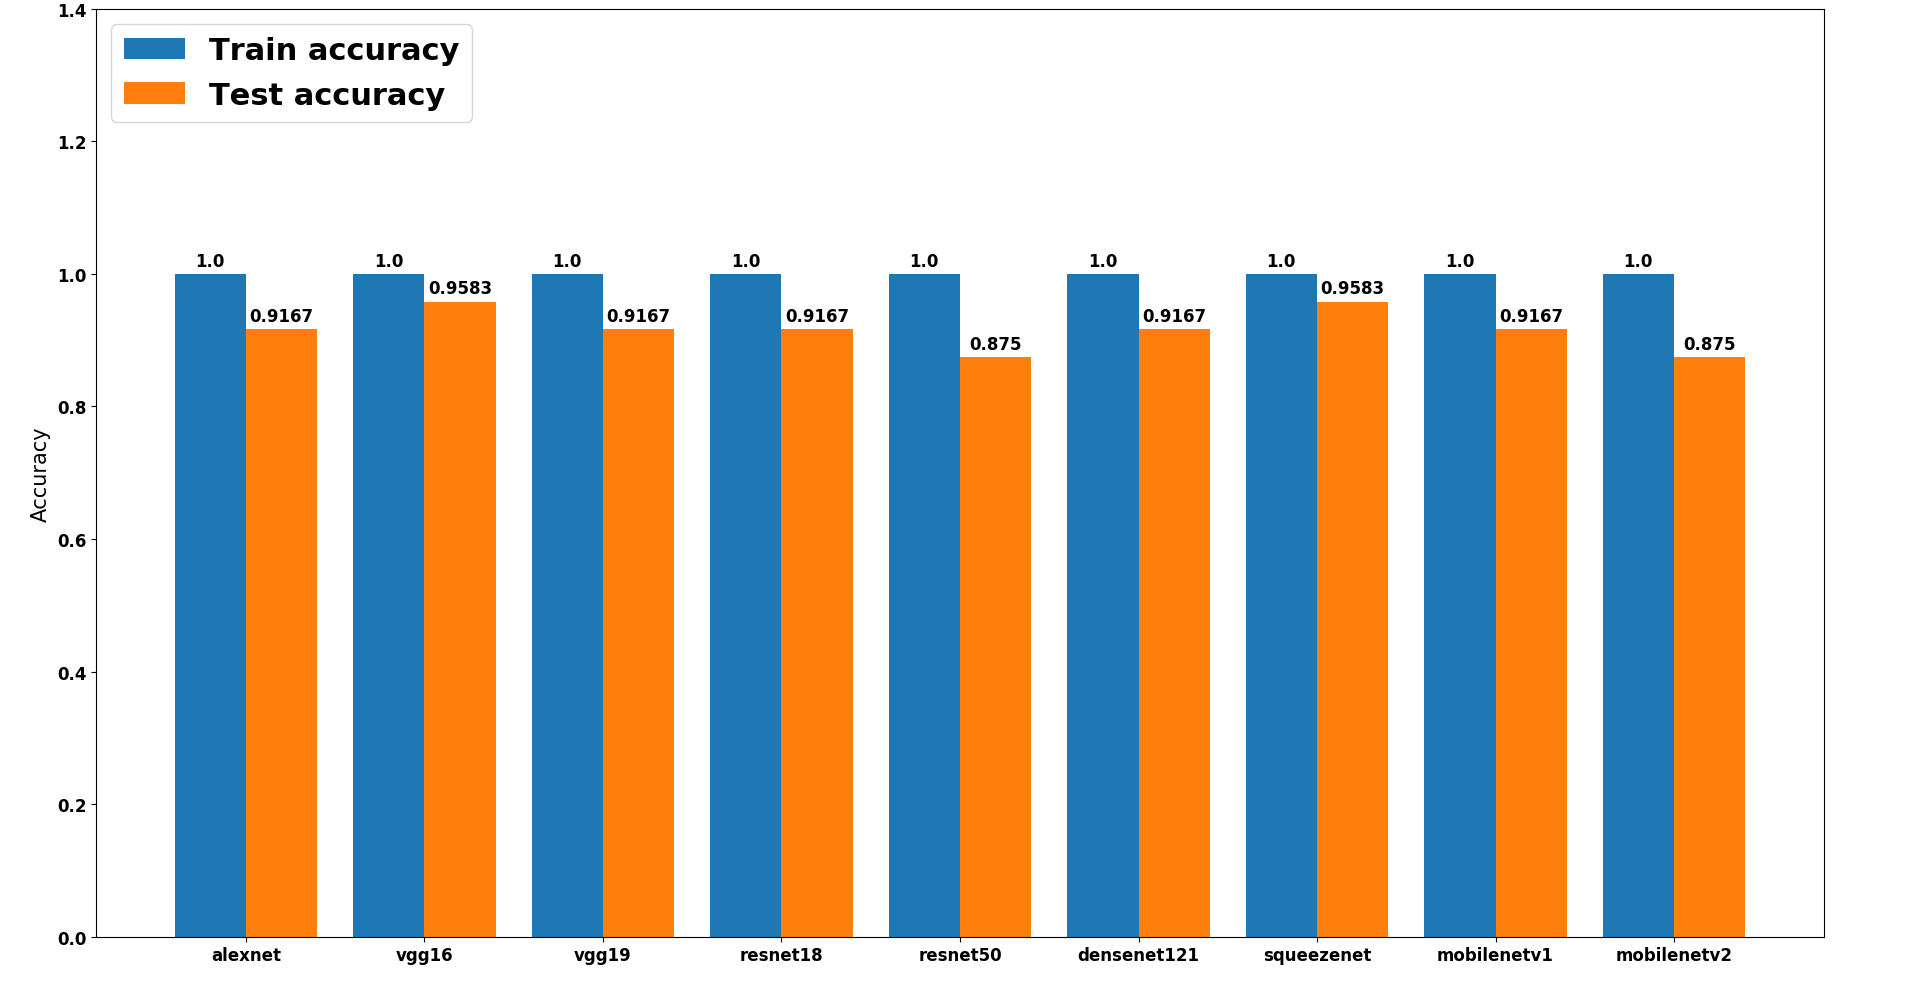 1.4
Train accuracy
Test accuracy
1.2
1.0 1.0 1.0 1.0 1.0 1.0 1.0 1.0 1.0
1.0
0.9167 0.9583 0.9167 0.9167 0.875 0.9167 0.9583 0.9167 0.875
0.8
Accuracy
0.6
0.4
0.2
0.0
alexnet vgg16 vgg19 resnet18 resnet50 densenet121 squeezenet mobilenetv1 mobilenetv2